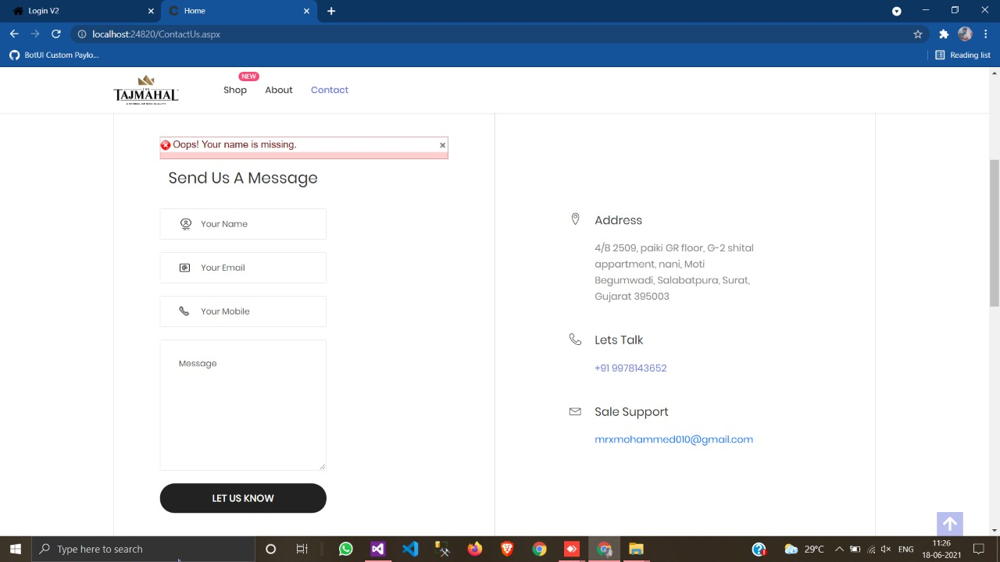 Login V2
Home
localhost:24820/ContactUs.aspx
BotUI Custom Paylo...
Reading list
THE
TAJMAHAL
NEW
Shop
About
Contact
Oops! Your name is missing.
Send Us A Message
Your Name
Your Email
Your Mobile
Message
LET US KNOW
Address
4/B 2509, paiki GR floor, G-2 shital
appartment, nani, Moti
Begumwadi, Salabatpura, Surat,
Gujarat 395003
Lets Talk
+91 9978143652
Sale Support
mrxmohammed010@gmail.com
Type here to search
29°C
ENG
11:26
18-06-2021